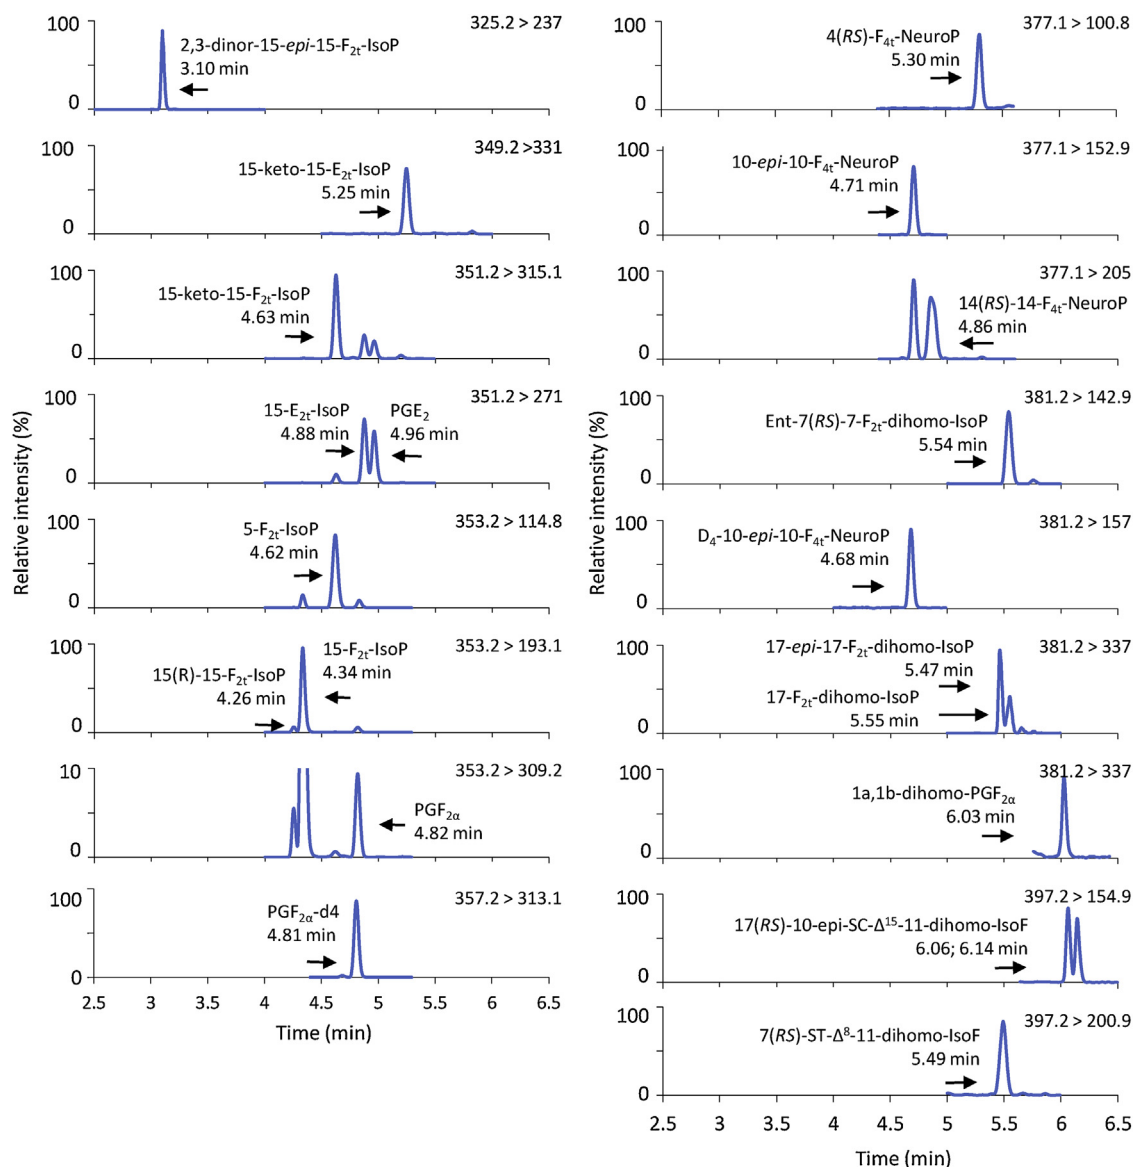 100
325.2 > 237
2,3-dinor-15-epi-15-F2t-IsoP
3.10 min
0
349.2 >331
100
15-keto-15-E2t-IsoP
5.25 min
0
2.5 3 3.5 4 4.5 5 5.5 6 6.5
100
351.2 > 315.1
15-keto-15-F2t-IsoP
4.63 min
0
100
351.2 > 271
15-E2t-IsoP
4.88 min
PGE2
4.96 min
0
100
353.2 > 114.8
5-F2t-IsoP
4.62 min
0
100
353.2 > 193.1
15(R)-15-F2t-IsoP
4.26 min
15-F2t-IsoP
4.34 min
0
10
353.2 > 309.2
PGF2α
4.82 min
0
100
357.2 > 313.1
PGF2α-d4
4.81 min
0
2.5 3 3.5 4 4.5 5 5.5 6 6.5
Time (min)
Relative intensity (%)
100
377.1 > 100.8
4(RS)-F4t-NeuroP
5.30 min
0
100
377.1 > 152.9
10-epi-10-F4t-NeuroP
4.71 min
0
100
377.1 > 205
14(RS)-14-F4t-NeuroP
4.86 min
0
100
381.2 > 142.9
Ent-7(RS)-7-F2t-dihomo-IsoP
5.54 min
0
100
381.2 > 157
D4-10-epi-10-F4t-NeuroP
4.68 min
0
100
381.2 > 337
17-epi-17-F2t-dihomo-IsoP
5.47 min
17-F2t-dihomo-IsoP
5.55 min
0
100
381.2 > 337
1a,1b-dihomo-PGF2α
6.03 min
0
100
397.2 > 154.9
17(RS)-10-epi-SC-Δ15-11-dihomo-IsoF
6.06; 6.14 min
0
100
397.2 > 200.9
7(RS)-ST-Δ8-11-dihomo-IsoF
5.49 min
0
2.5 3 3.5 4 4.5 5 5.5 6 6.5
Time (min)
Relative intensity (%)